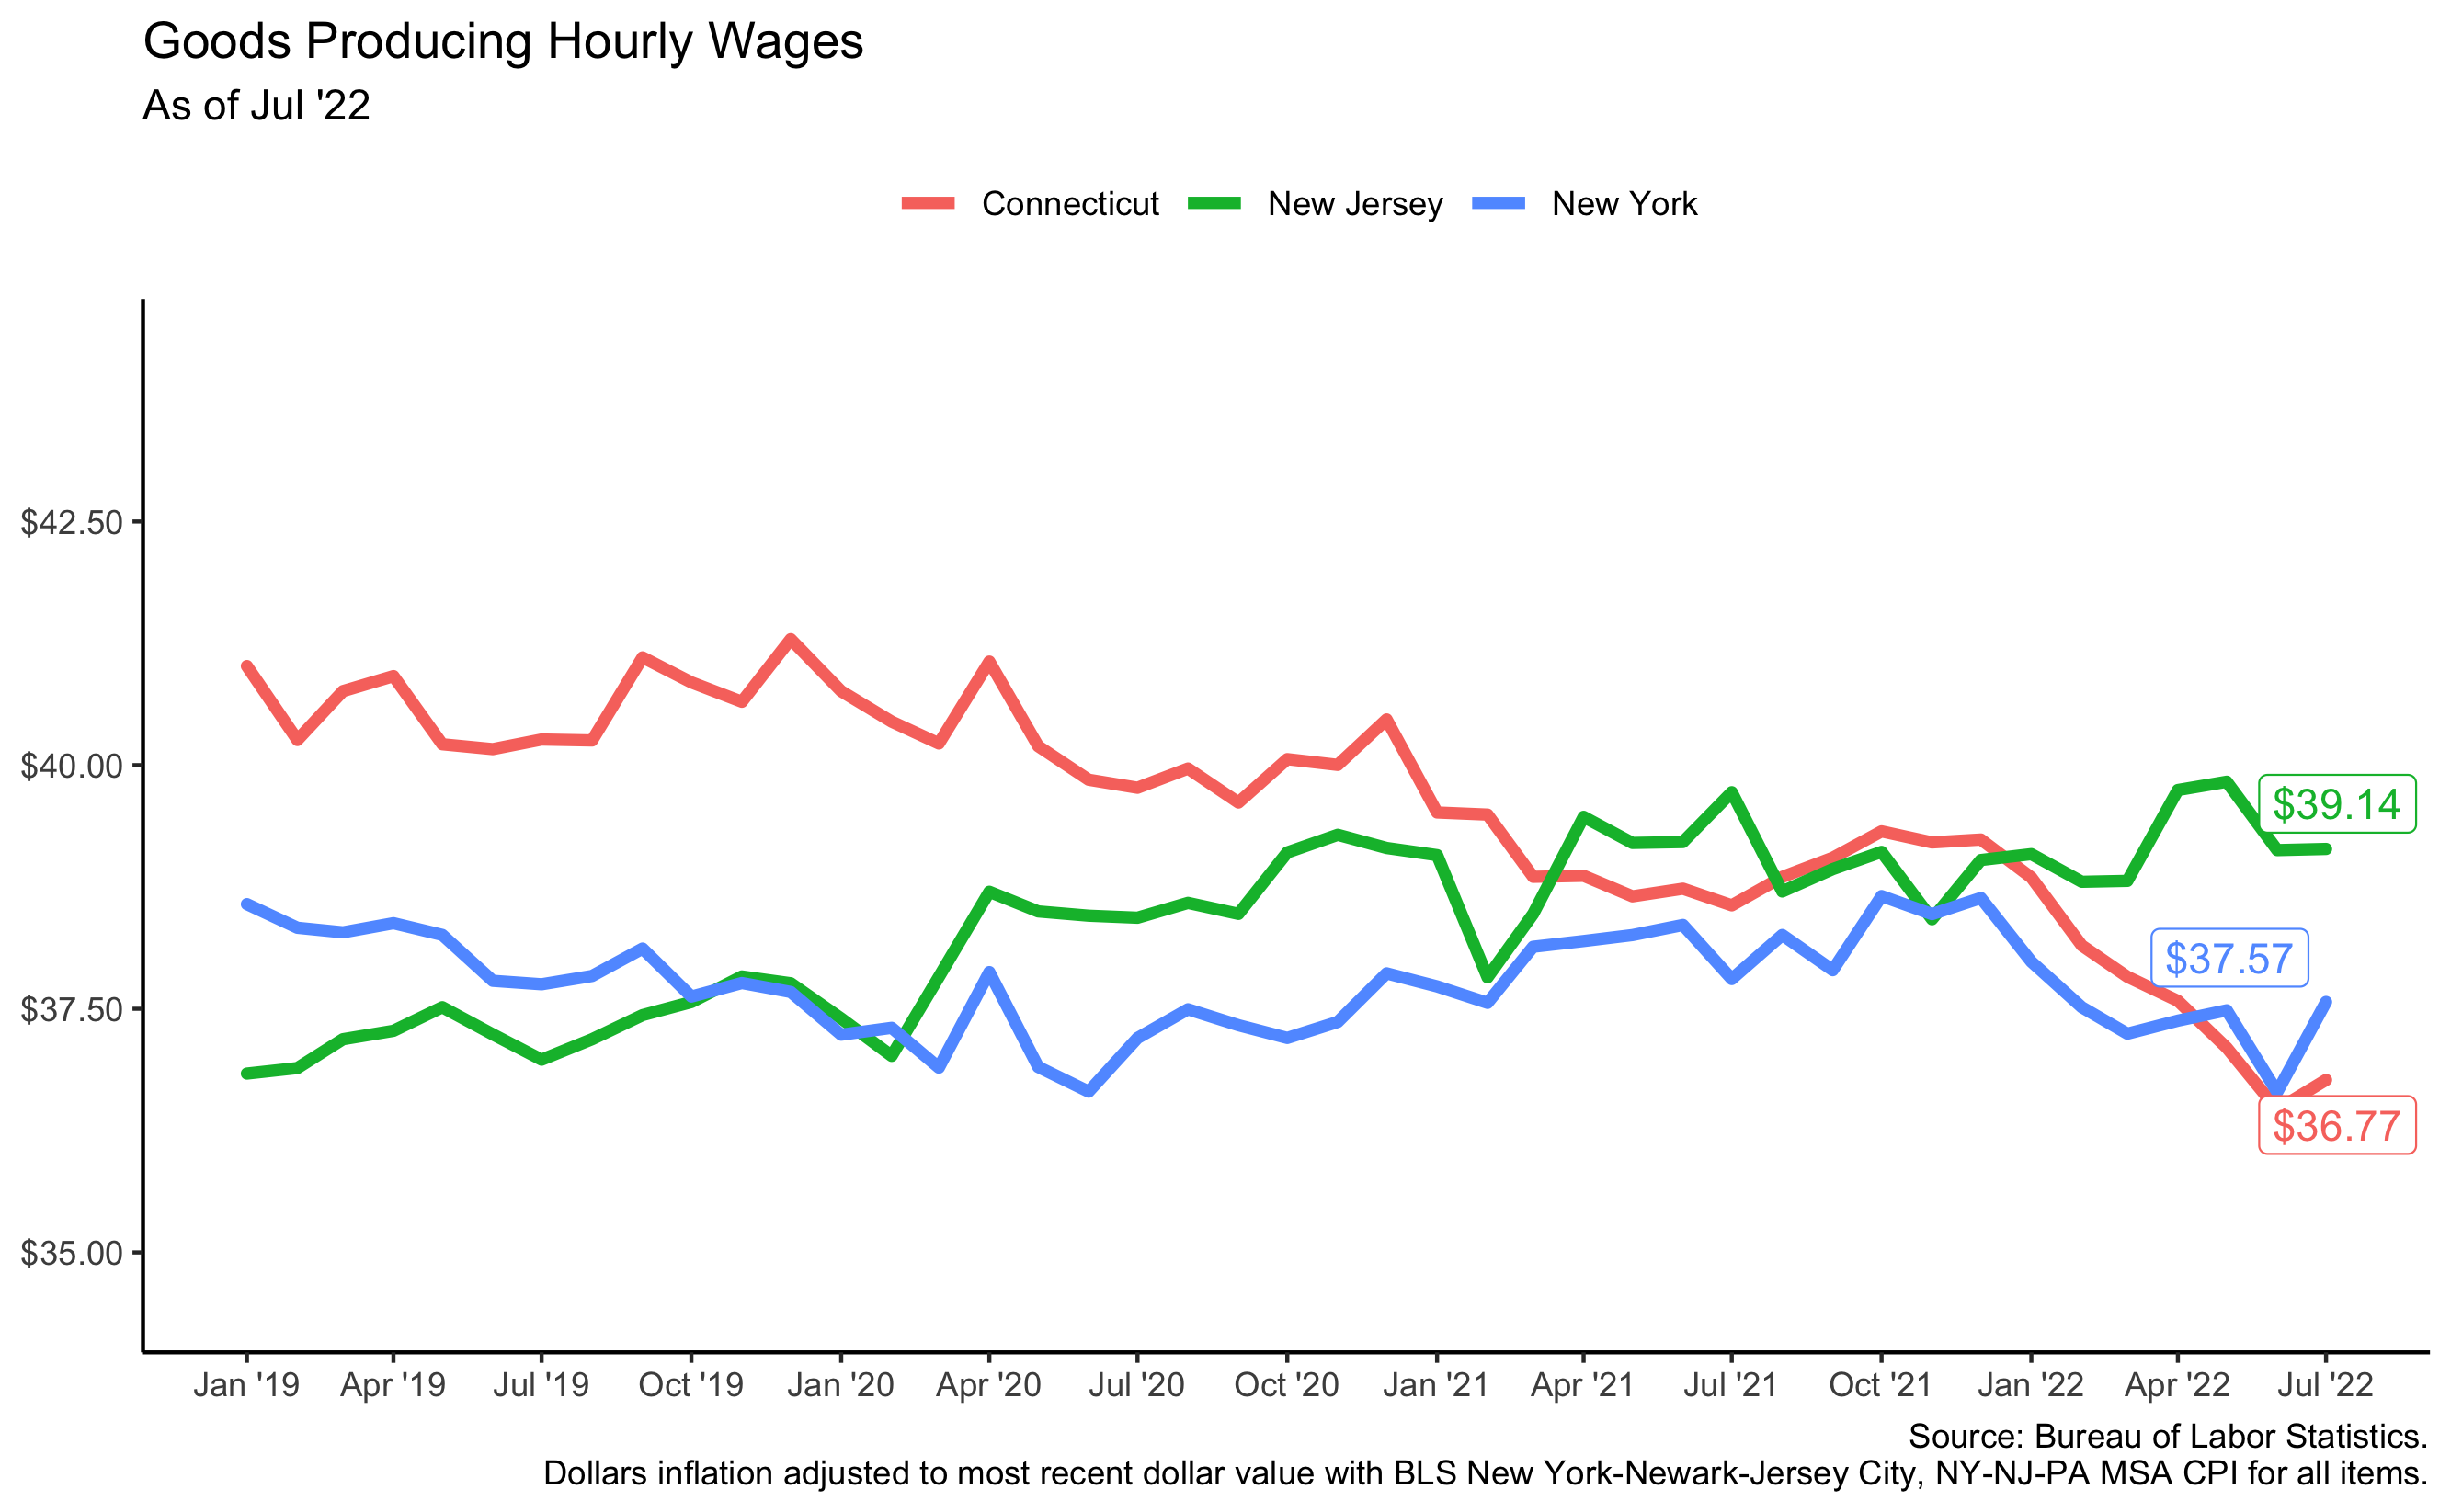 Goods Producing Hourly Wages
As of Jul '22
Connecticut New Jersey New York
$42.50
$40.00
$37.50
$35.00
$39.14
$37.57
$36.77
Jan '19 Apr '19 Jul '19 Oct '19 Jan '20 Apr '20 Jul '20 Oct '20 Jan '21 Apr '21 Jul '21 Oct '21 Jan '22 Apr '22 Jul '22
Source: Bureau of Labor Statistics.
Dollars inflation adjusted to most recent dollar value with BLS New York-Newark-Jersey City, NY-NJ-PA MSA CPI for all items.